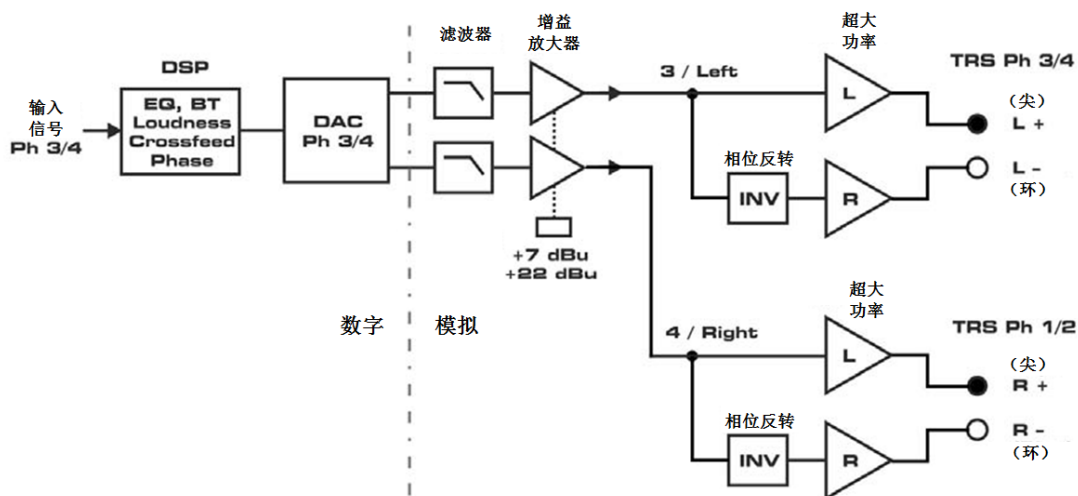 输入
信号
Ph 3/4
DSP
EQ, BT
Loudness
Crossfeed
Phase
DAC
Ph 3/4
滤波器
增益
放大器
+7 dBu
+22 dBu
数字
模拟
3 / Left
超大
功率
L
TRS Ph 3/4
(尖)
L +
相位反转
INV
R
L -
(环)
4 / Right
超大
功率
L
TRS Ph 1/2
(尖)
R +
相位反转
INV
R
R -
(环)